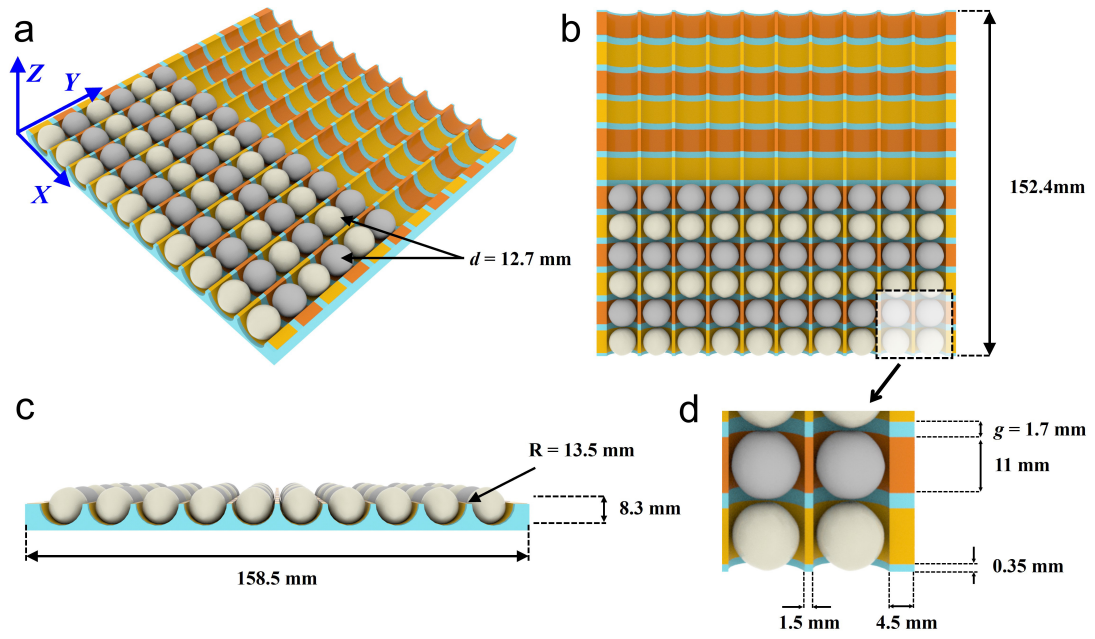 a
Z
Y
X
d = 12.7 mm
b
152.4mm
c
R = 13.5 mm
8.3 mm
158.5 mm
d
g = 1.7 mm
11 mm
0.35 mm
1.5 mm
4.5 mm